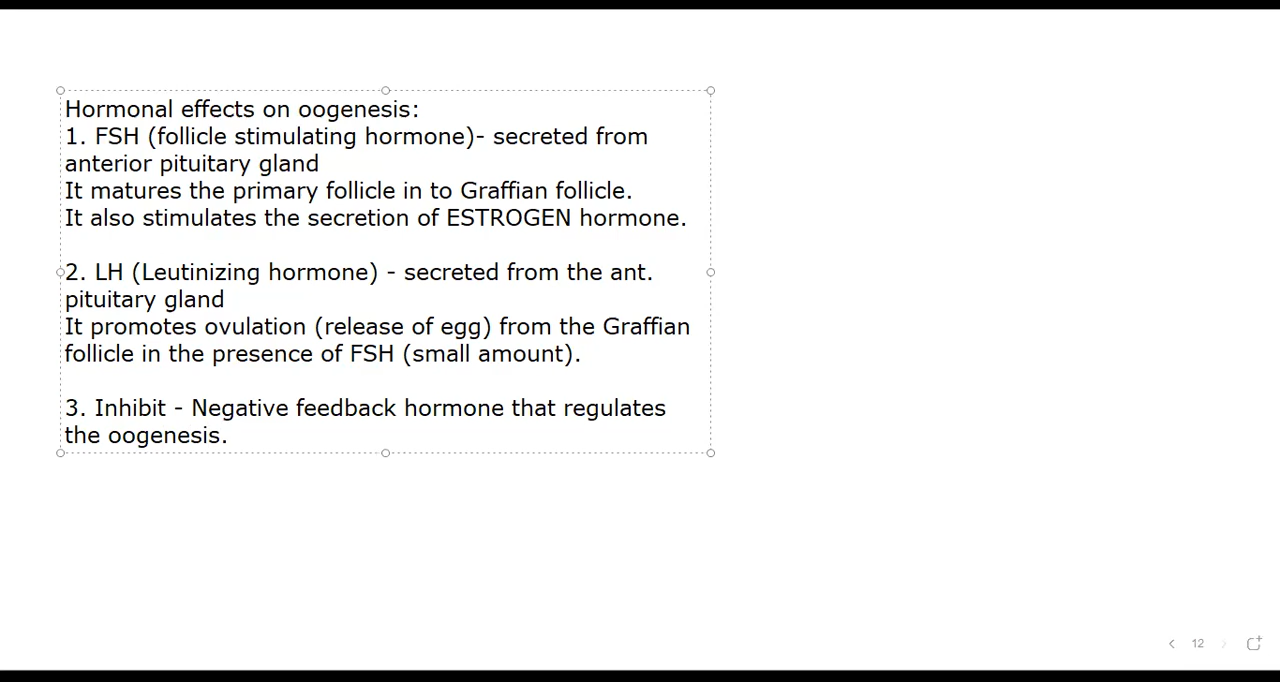 Hormonal effects on oogenesis:
1. FSH (follicle stimulating hormone)- secreted from
anterior pituitary gland
It matures the primary follicle in to Graffian follicle.
It also stimulates the secretion of ESTROGEN hormone.
2. LH (Leutinizing hormone) - secreted from the ant.
pituitary gland
It promotes ovulation (release of egg) from the Graffian
follicle in the presence of FSH (small amount).
3. Inhibit - Negative feedback hormone that regulates
the oogenesis.
12